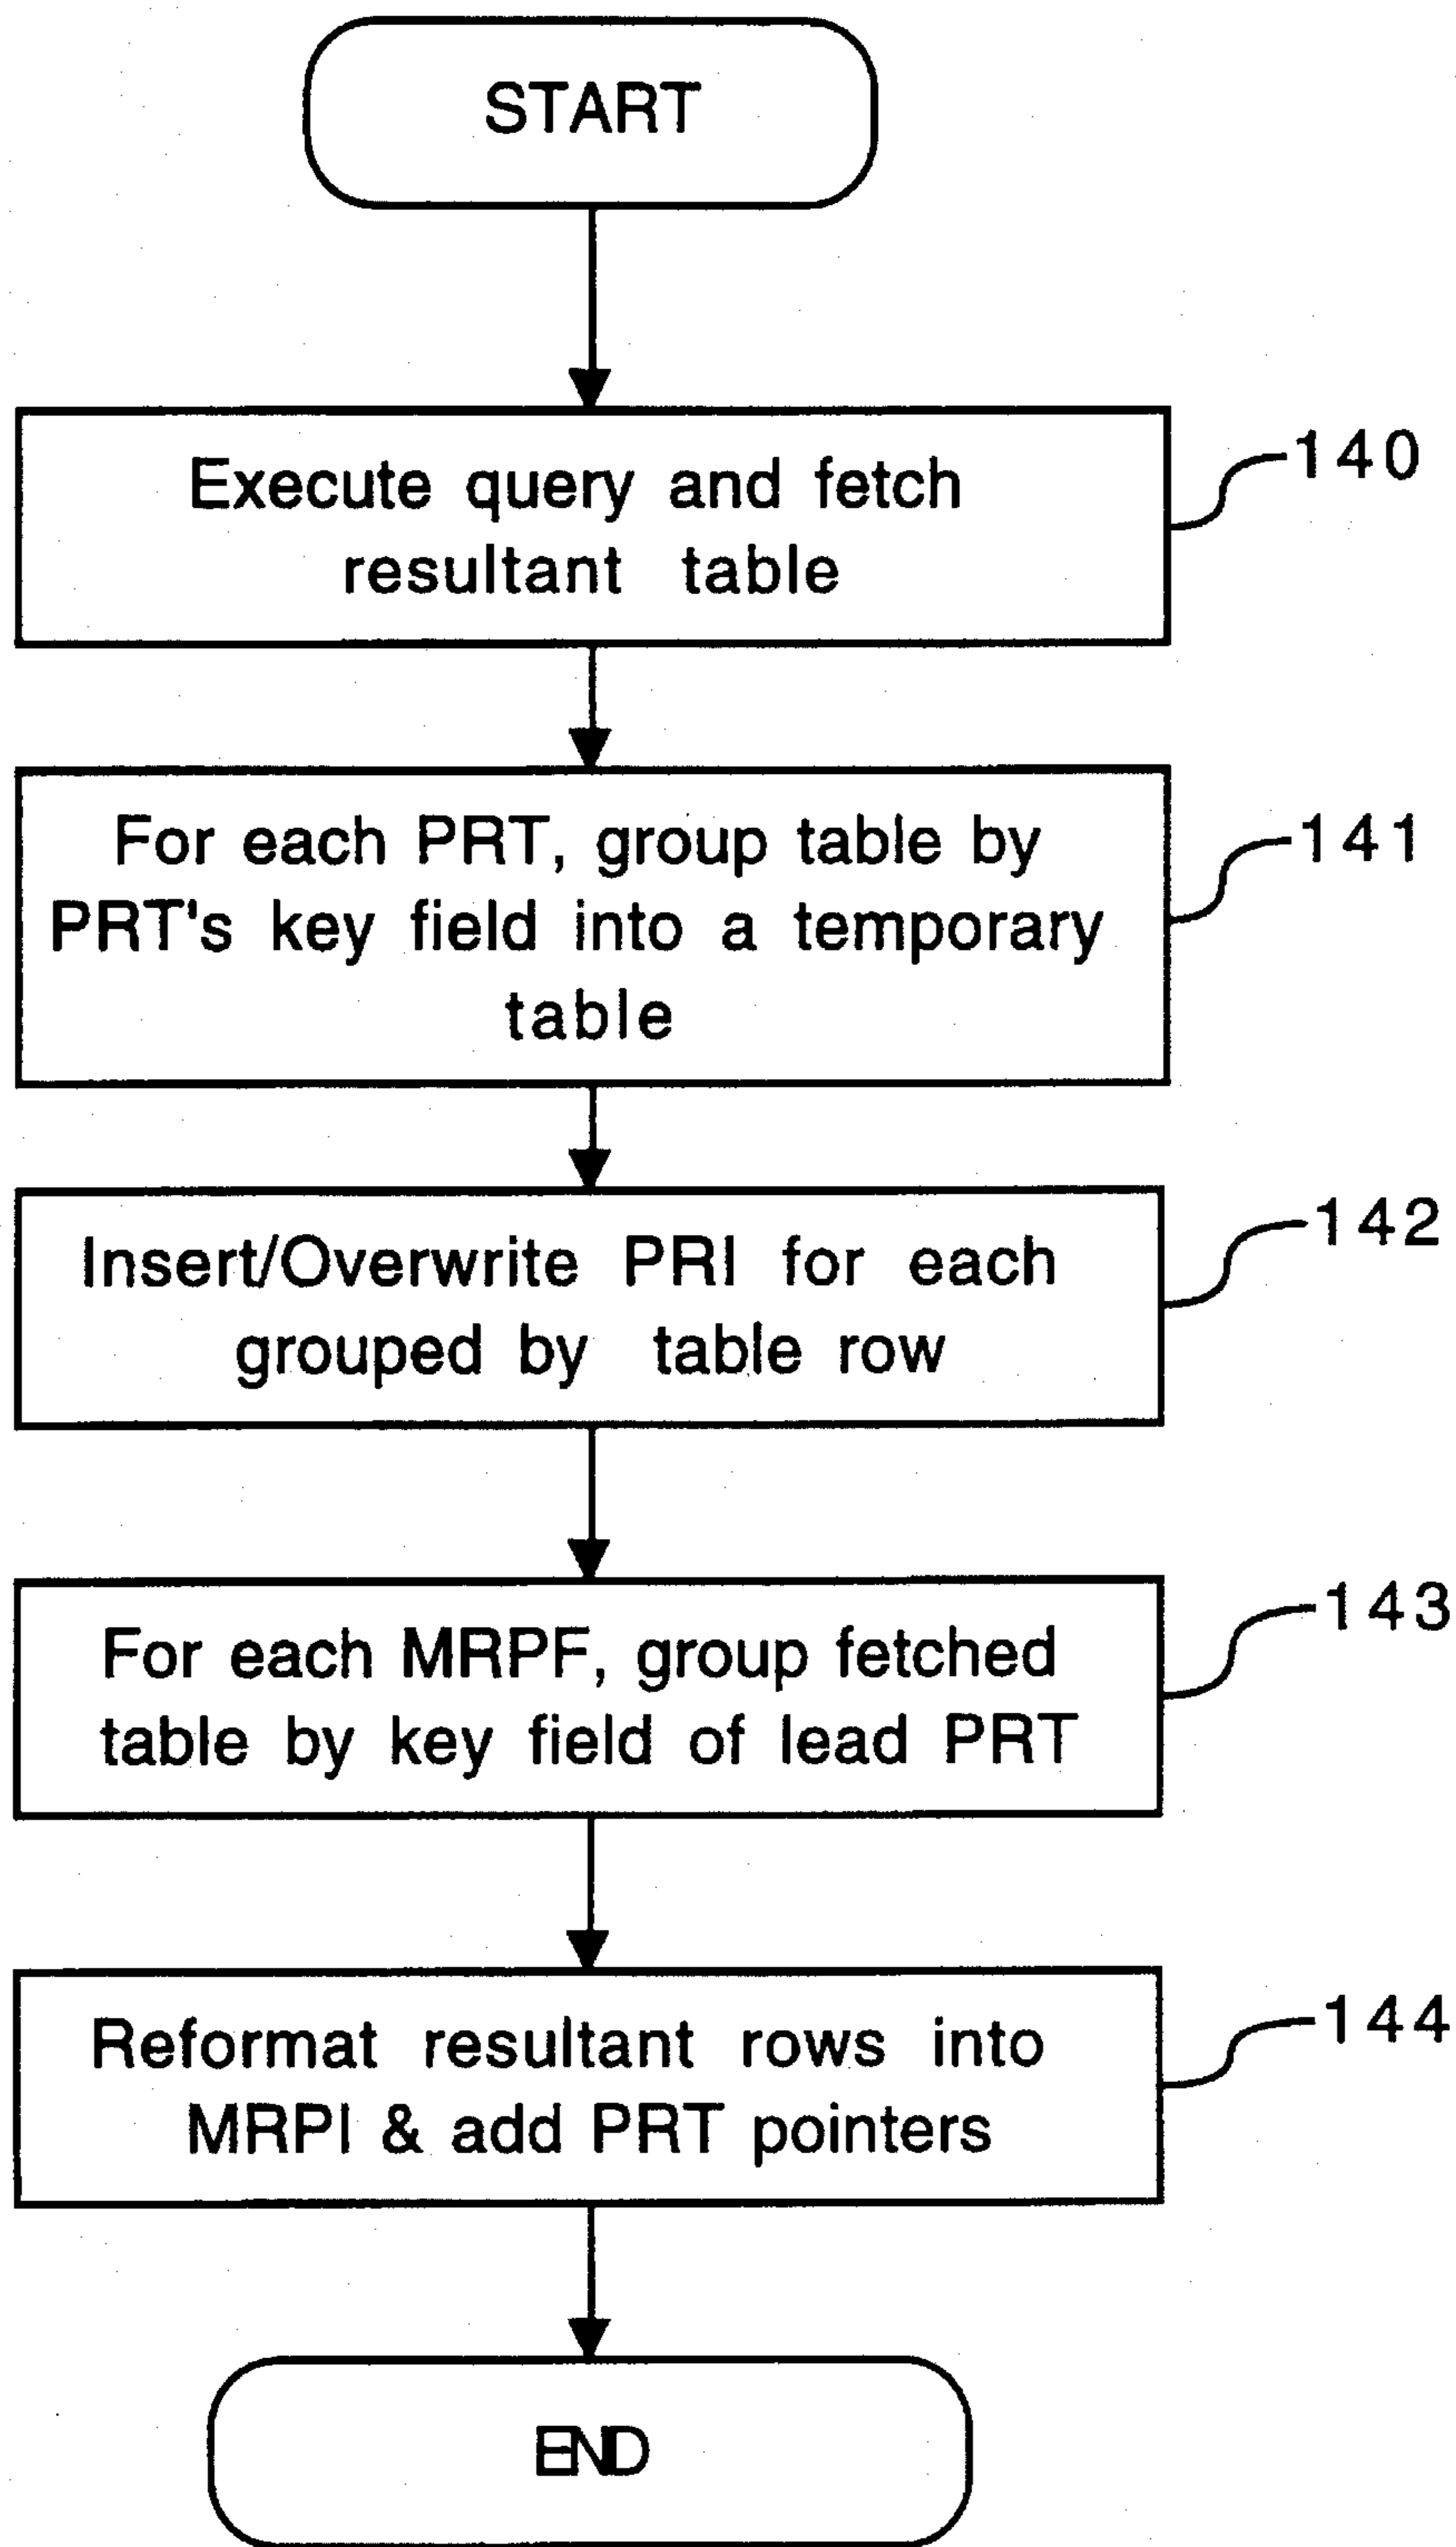 START
Execute query and fetch
resultant table
140
For each PRT, group table by
PRT's key field into a temporary
table
141
Insert/Overwrite PRI for each
grouped by table row
142
For each MRPF, group fetched
table by key field of lead PRT
143
Reformat resultant rows into
MRPI & add PRT pointers
144
END